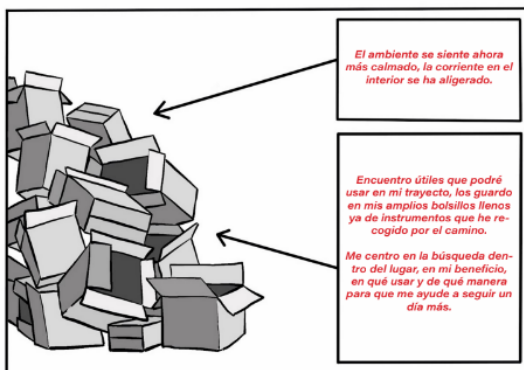 El ambiente se siente ahora
más calmado, la corriente en el
interior se ha aligerado.
Encuentro útiles que podré
usar en mi trayecto, los guardo
en mis amplios bolsillos llenos
ya de instrumentos que he re-
cogido por el camino.
Me centro en la búsqueda den-
tro del lugar, en mi beneficio,
en qué usar y de qué manera
para que me ayude a seguir un
día más.